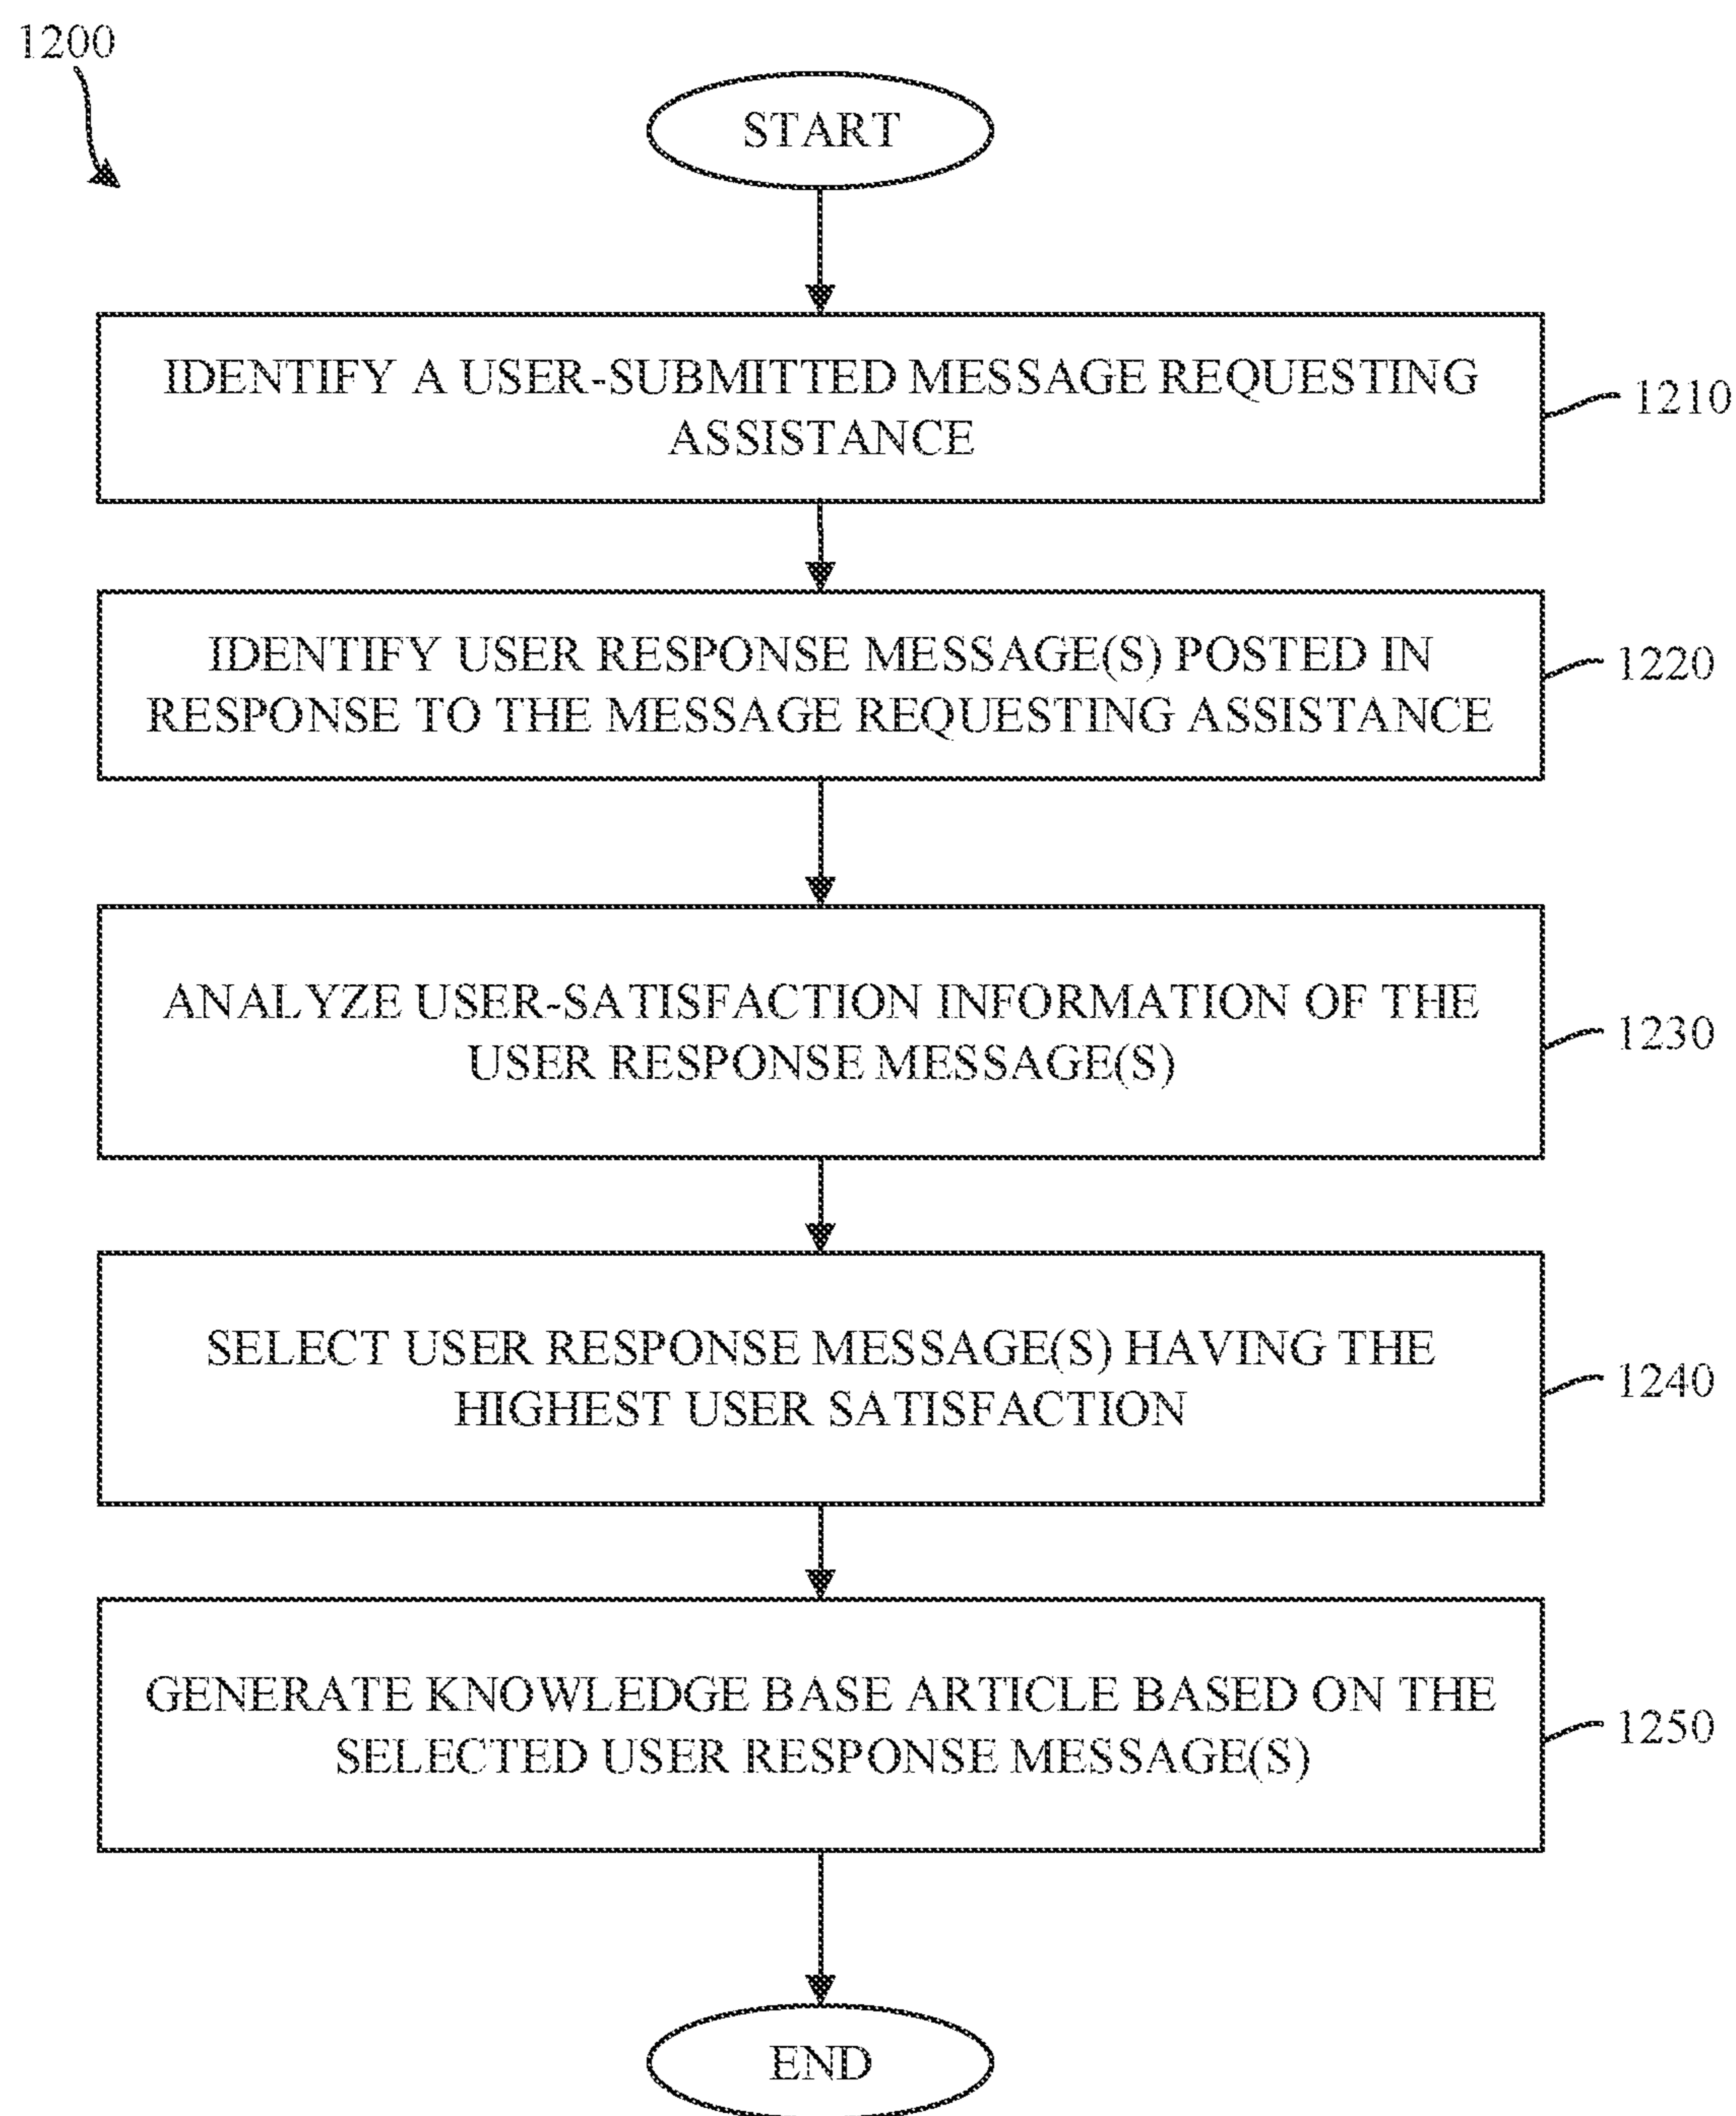 1200
START
IDENTIFY A USER-SUBMITTED MESSAGE REQUESTING
ASSISTANCE
1210
IDENTIFY USER RESPONSE MESSAGE(S) POSTED IN
RESPONSE TO THE MESSAGE REQUESTING ASSISTANCE
1220
ANALYZE USER-SATISFACTION INFORMATION OF THE
USER RESPONSE MESSAGE(S)
1230
SELECT USER RESPONSE MESSAGE(S) HAVING THE
HIGHEST USER SATISFACTION
1240
GENERATE KNOWLEDGE BASE ARTICLE BASED ON THE
SELECTED USER RESPONSE MESSAGE(S)
1250
END